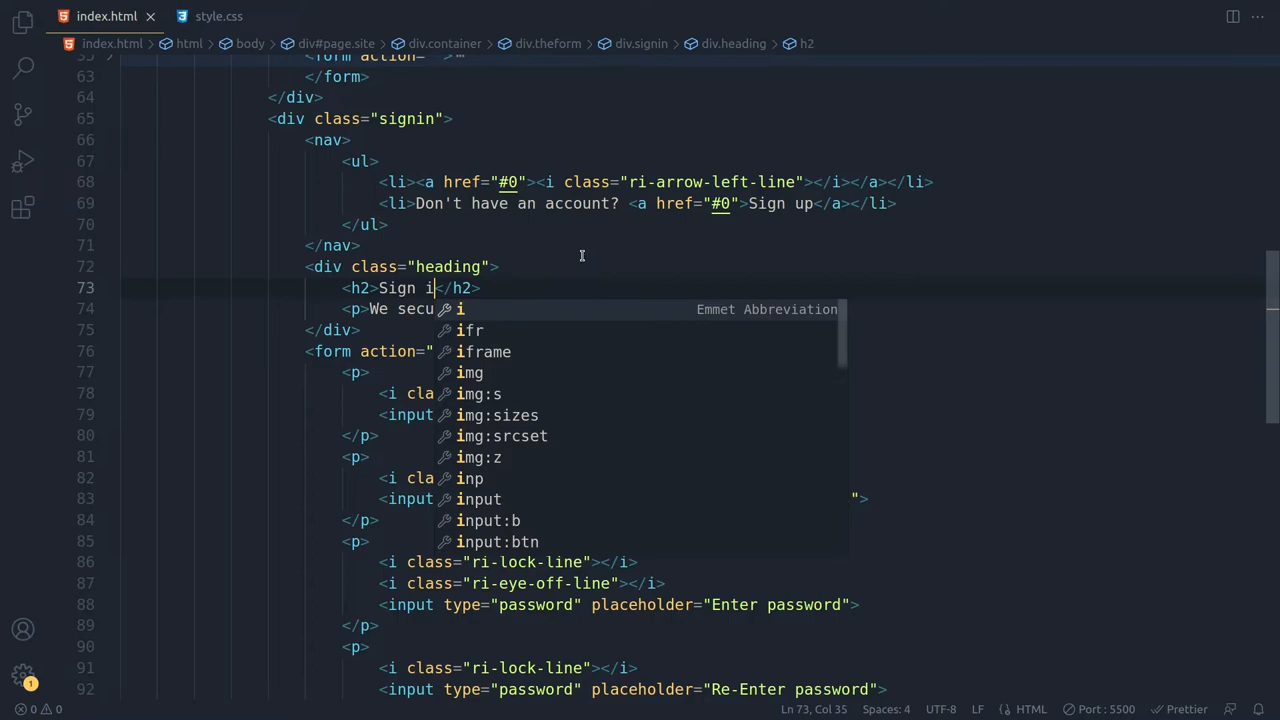 index.html
style.css
index.html html body div#page.site div.container div.theform div.signin div.heading h2
63 </form>
64 </div>
65 <div class="signin">
66 <nav>
67 <ul>
68 <li><a href="#0"><i class="ri-arrow-left-line"></i></a></li>
69 <li>Don't have an account? <a href="#0">Sign up</a></li>
70 </ul>
71 </nav>
72 <div class="heading">
73 <h2>Sign i</h2>
74 <p>We secu
i Emmet Abbreviation
75 </div>
ifr
76 <form action="
iframe
77 <p>
img
78 <i cla
img:s
79 <input
img:sizes
80 </p>
img:srcset
81 <p>
img:z
82 <i cla
inp
83 <input
input
">
84 </p>
input:b
85 <p>
input:btn
86 <i class="ri-lock-line"></i>
87 <i class="ri-eye-off-line"></i>
88 <input type="password" placeholder="Enter password">
89 </p>
90 <p>
91 <i class="ri-lock-line"></i>
92 <input type="password" placeholder="Re-Enter password">
1
0 0 Ln 73, Col 35 Spaces: 4 UTF-8 LF HTML Port : 5500 Prettier